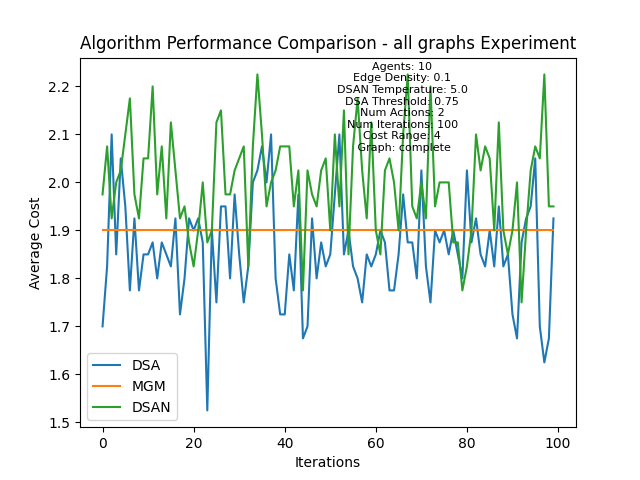 Algorithm Performance Comparison - all graphs Experiment
Agents: 10
Edge Density: 0.1
DSAN Temperature: 5.0
DSA Threshold: 0.75
Num Actions: 2
Num Iterations: 100
Cost Range: 4
Graph: complete
2.2
2.1
2.0
1.9
1.8
1.7
1.6
1.5
Average Cost
DSA
MGM
DSAN
0 20 40 60 80 100
Iterations